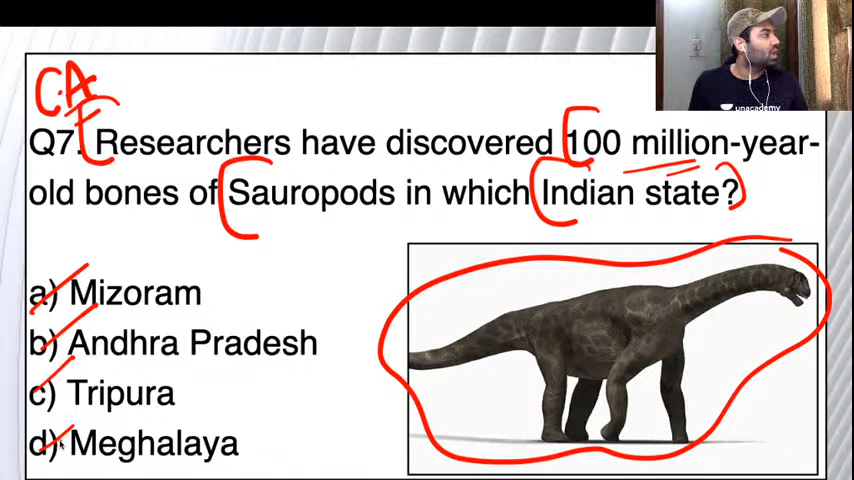 CA
unacademy
Q7. Researchers have discovered 100 million-year-
old bones of Sauropods in which Indian state?
a) Mizoram
b) Andhra Pradesh
c) Tripura
d) Meghalaya